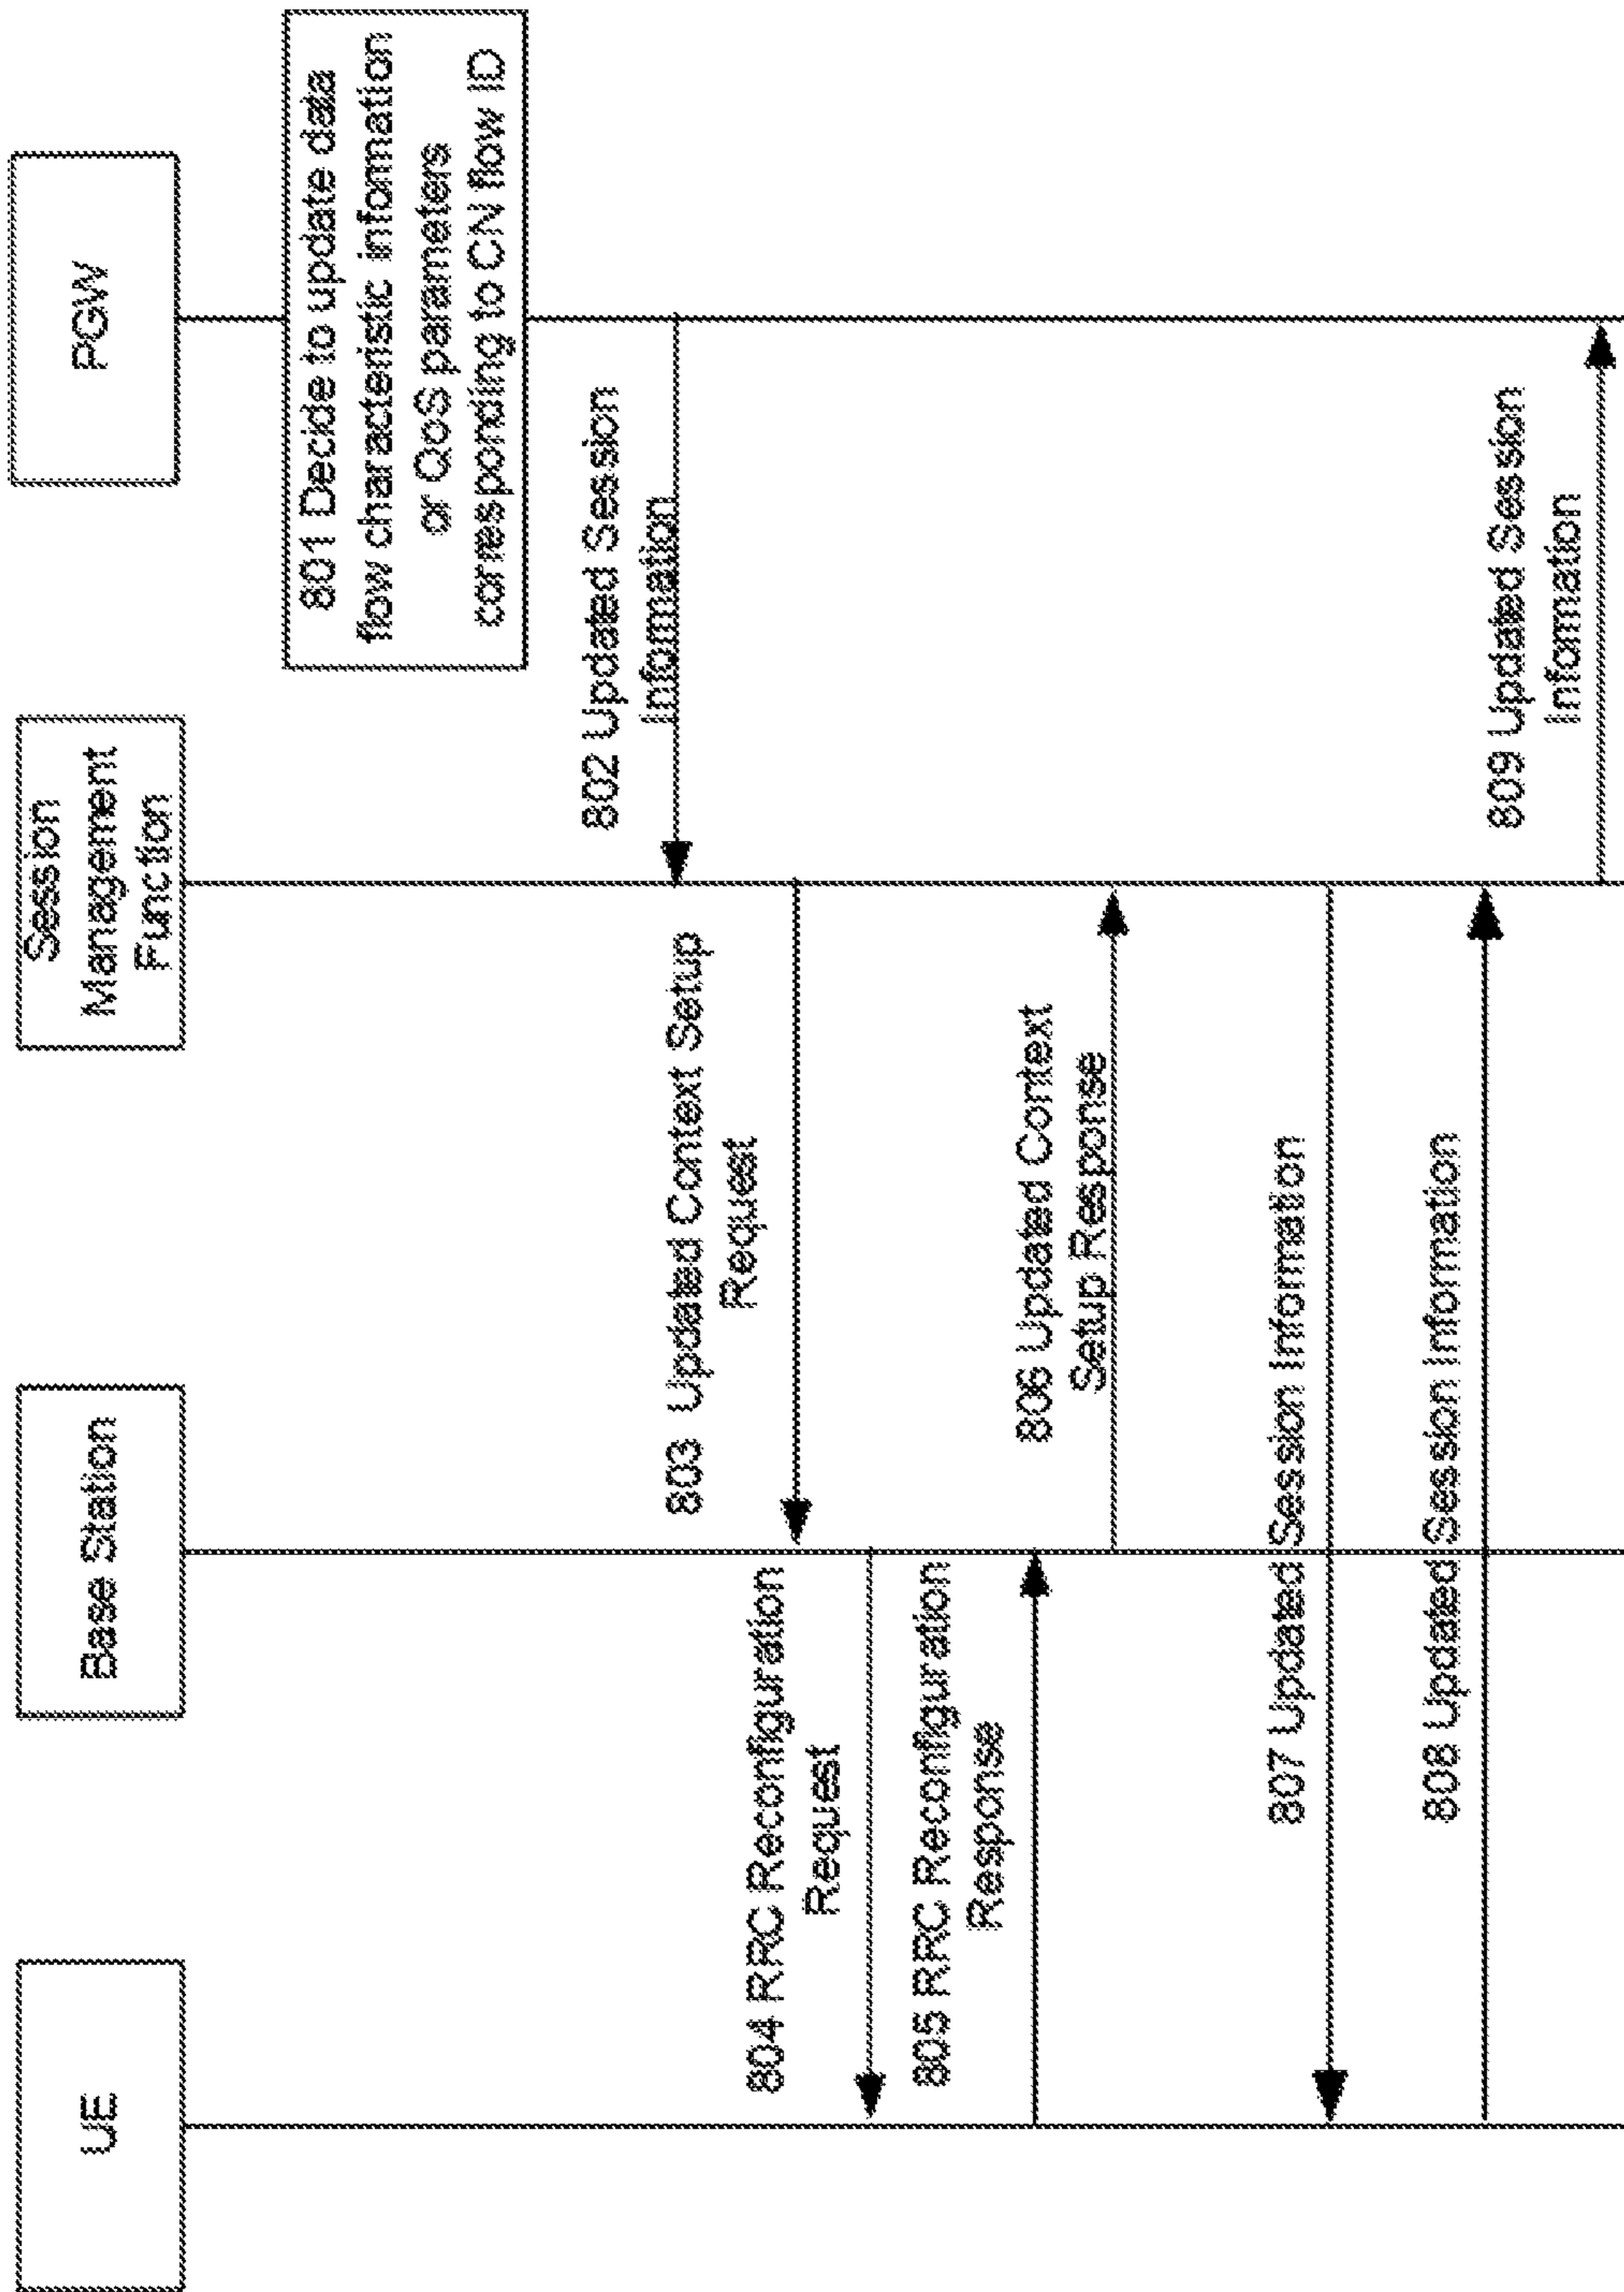 UE
Base Station
Session
Management
Function
PGW
801 Decide to update data
flow characteristic information
or QoS parameters
corresponding to CN flow ID
802 Updated Session
Information
803 Updated Context Setup
Request
804 RRC Reconfiguration
Request
805 RRC Reconfiguration
Response
806 Updated Context
Setup Response
807 Updated Session Information
808 Updated Session Information
809 Updated Session
Information